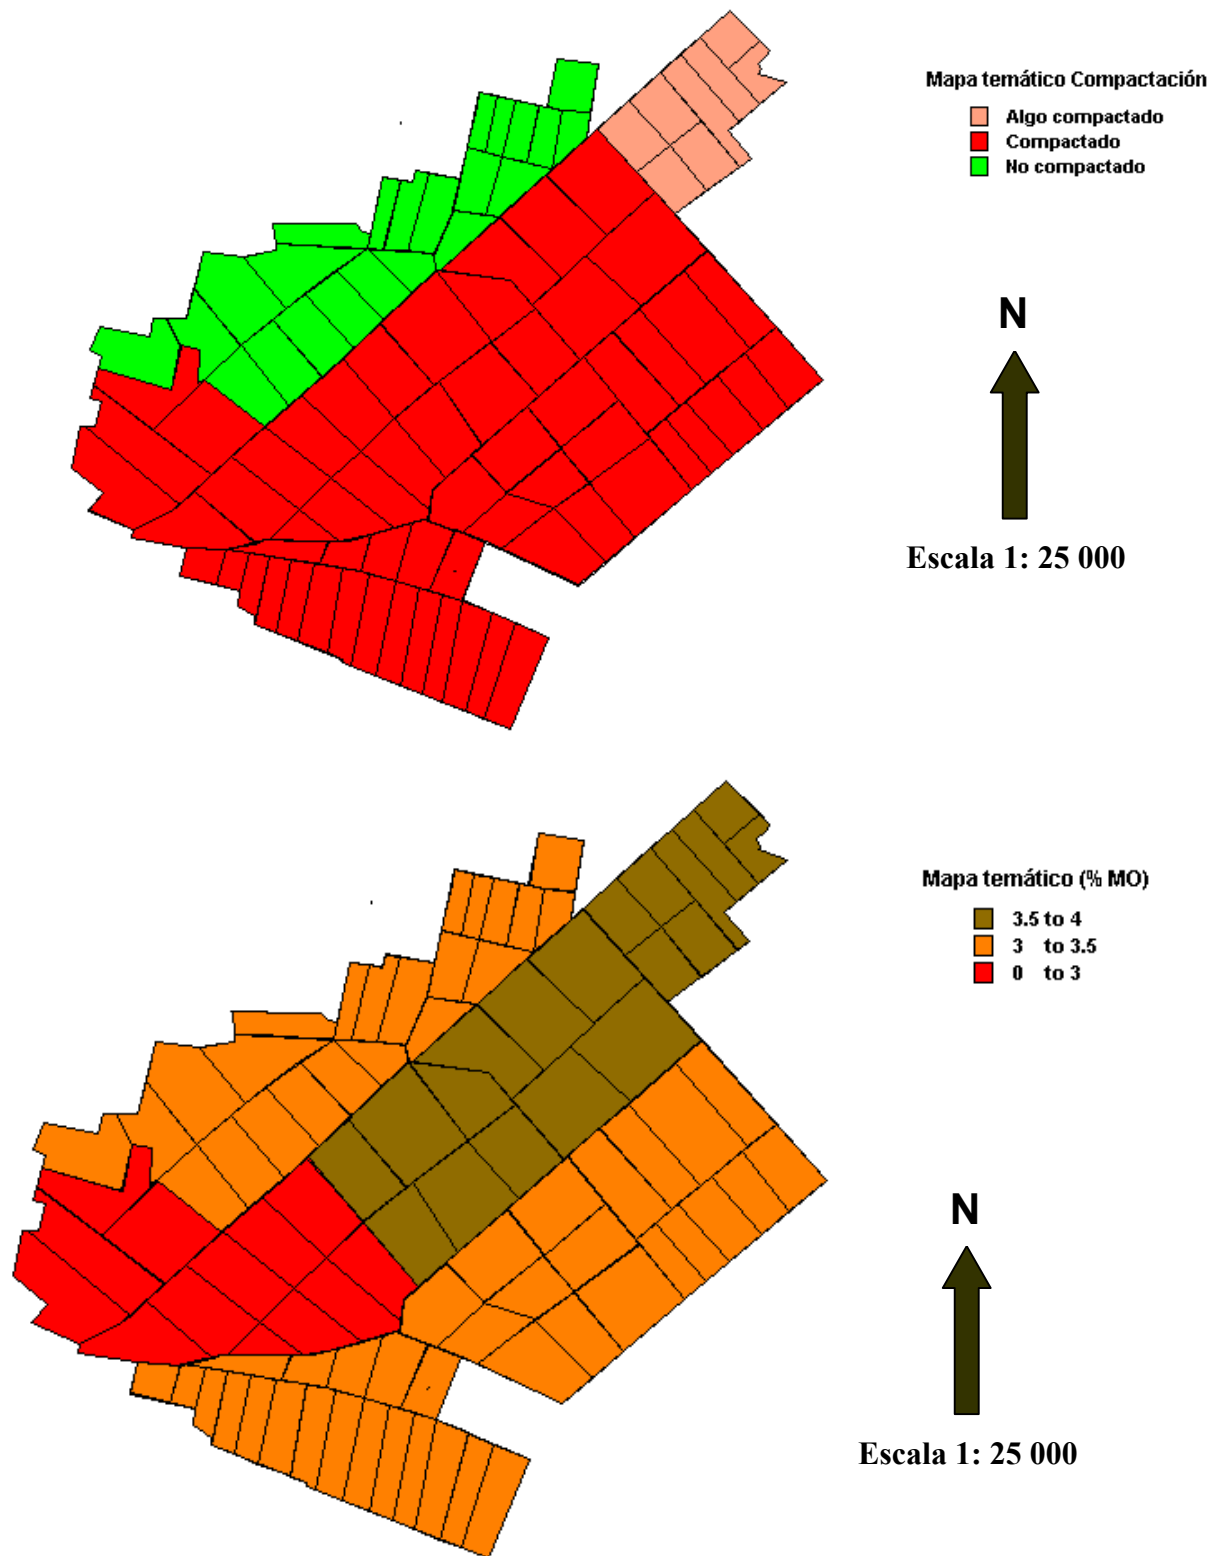 Mapa temático Compactación
Algo compactado
Compactado
No compactado
N
Escala 1: 25 000
Mapa temático (% MO)
3.5 to 4
3 to 3.5
0 to 3
N
Escala 1: 25 000